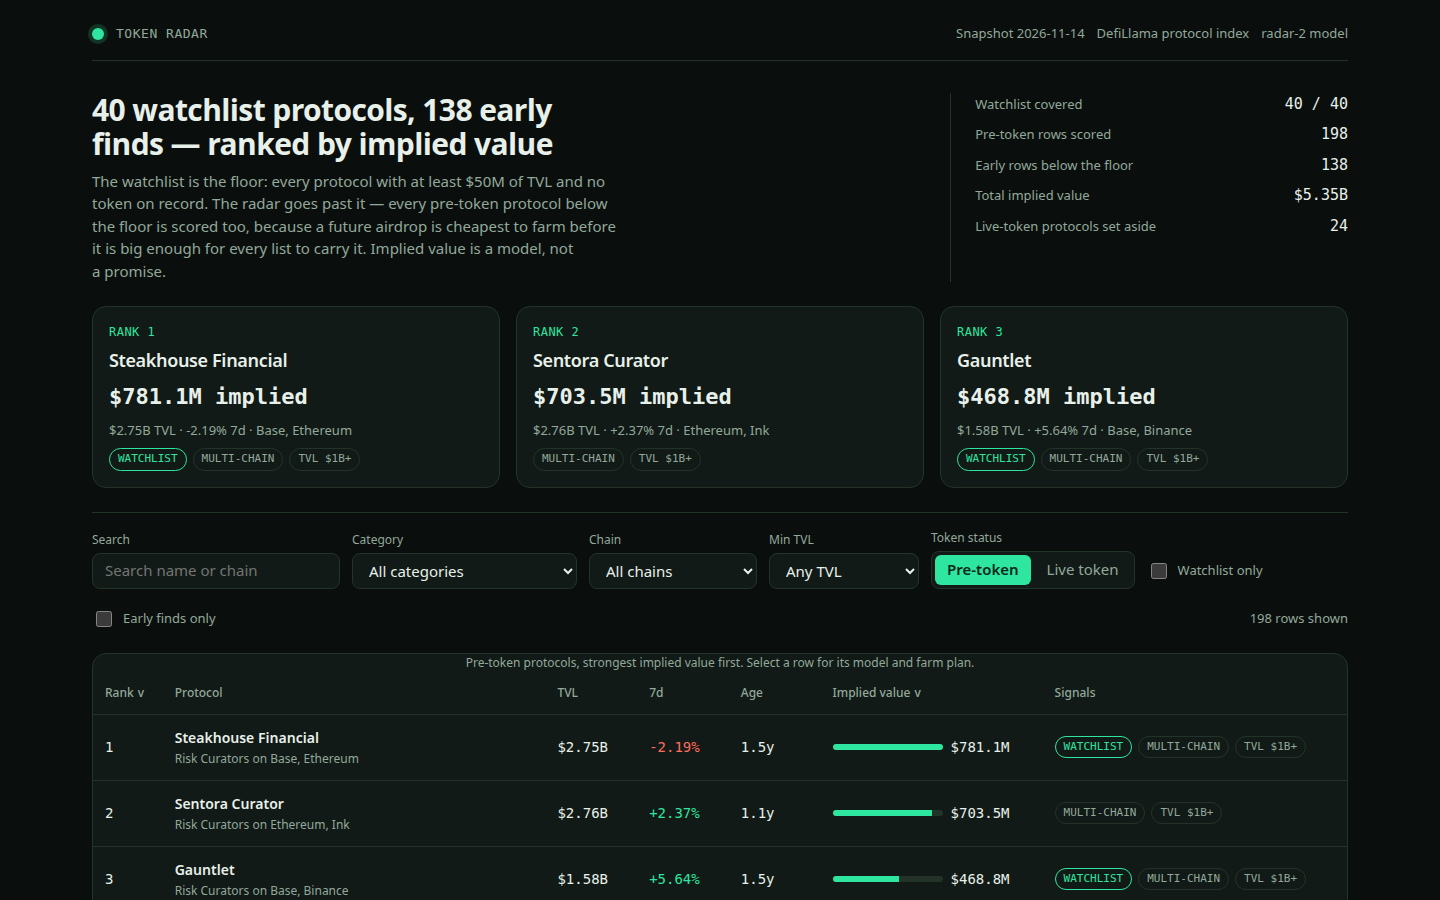 TOKEN RADAR
Snapshot 2026-11-14 DefiLlama protocol index radar-2 model
40 watchlist protocols, 138 early
finds — ranked by implied value
The watchlist is the floor: every protocol with at least $50M of TVL and no
token on record. The radar goes past it — every pre-token protocol below
the floor is scored too, because a future airdrop is cheapest to farm before
it is big enough for every list to carry it. Implied value is a model, not
a promise.
Watchlist covered 40 / 40
Pre-token rows scored 198
Early rows below the floor 138
Total implied value $5.35B
Live-token protocols set aside 24
RANK 1
Steakhouse Financial
$781.1M implied
$2.75B TVL · -2.19% 7d · Base, Ethereum
WATCHLIST MULTI-CHAIN TVL $1B+
RANK 2
Sentora Curator
$703.5M implied
$2.76B TVL · +2.37% 7d · Ethereum, Ink
MULTI-CHAIN TVL $1B+
RANK 3
Gauntlet
$468.8M implied
$1.58B TVL · +5.64% 7d · Base, Binance
WATCHLIST MULTI-CHAIN TVL $1B+
Search Category Chain Min TVL Token status
Search name or chain All categories All chains Any TVL Pre-token Live token Watchlist only
Early finds only 198 rows shown
Pre-token protocols, strongest implied value first. Select a row for its model and farm plan.
Rank v Protocol TVL 7d Age Implied value v Signals
1 Steakhouse Financial $2.75B -2.19% 1.5y $781.1M WATCHLIST MULTI-CHAIN TVL $1B+
Risk Curators on Base, Ethereum
2 Sentora Curator $2.76B +2.37% 1.1y $703.5M MULTI-CHAIN TVL $1B+
Risk Curators on Ethereum, Ink
3 Gauntlet $1.58B +5.64% 1.5y $468.8M WATCHLIST MULTI-CHAIN TVL $1B+
Risk Curators on Base, Binance